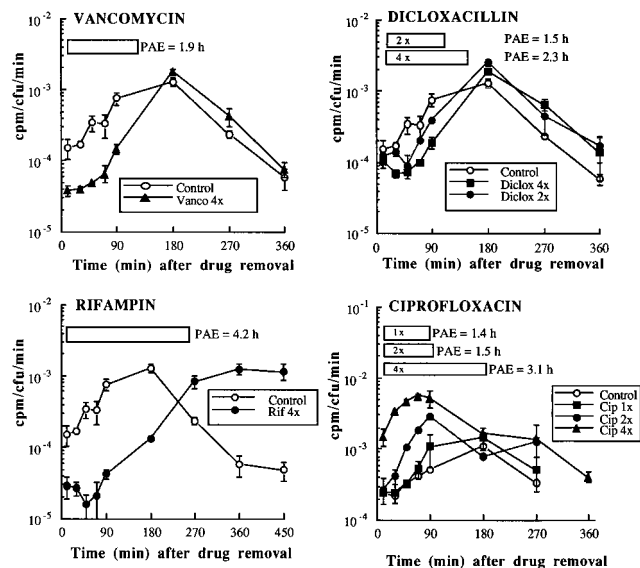 VANCOMYCIN
10-2
PAE = 1.9 h
10-3
cpm/cfu/min
10-4
Control
Vanco 4x
10-5
0 90 180 270 360
Time (min) after drug removal
DICLOXACILLIN
10-2
2 x PAE = 1.5 h
4 x PAE = 2.3 h
10-3
cpm/cfu/min
10-4
Control
Diclox 4x
Diclox 2x
10-5
0 90 180 270 360
Time (min) after drug removal
RIFAMPIN
10-2
PAE = 4.2 h
10-3
cpm/cfu/min
Control
Rif 4x
10-4
10-5
0 90 180 270 360 450
Time (min) after drug removal
CIPROFLOXACIN
10-1
1 x PAE = 1.4 h
2 x PAE = 1.5 h
4x PAE = 3.1 h
10-2
cpm/cfu/min
Control
Cip 1x
Cip 2x
Cip 4x
10-3
10-4
0 90 180 270 360
Time (min) after drug removal